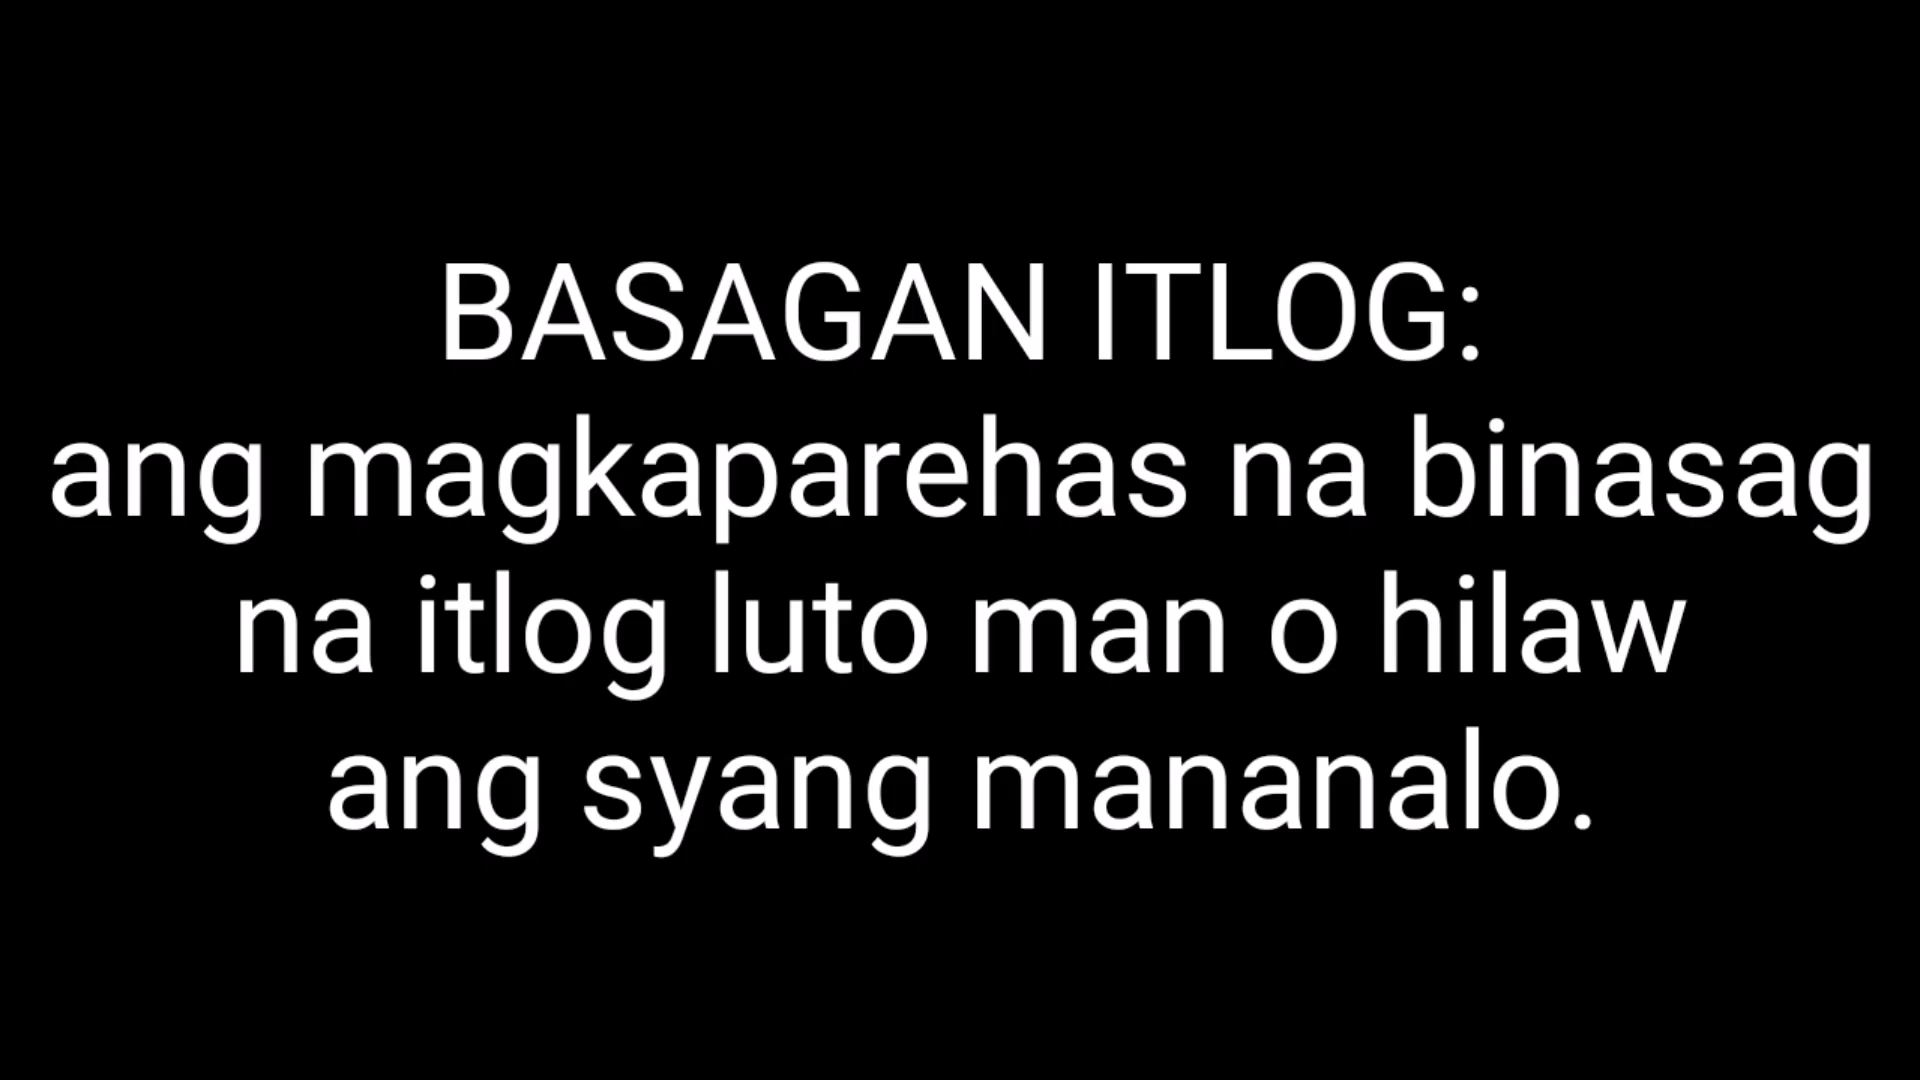 BASAGAN ITLOG:
ang magkaparehas na binasag
na itlog luto man o hilaw
ang syang mananalo.